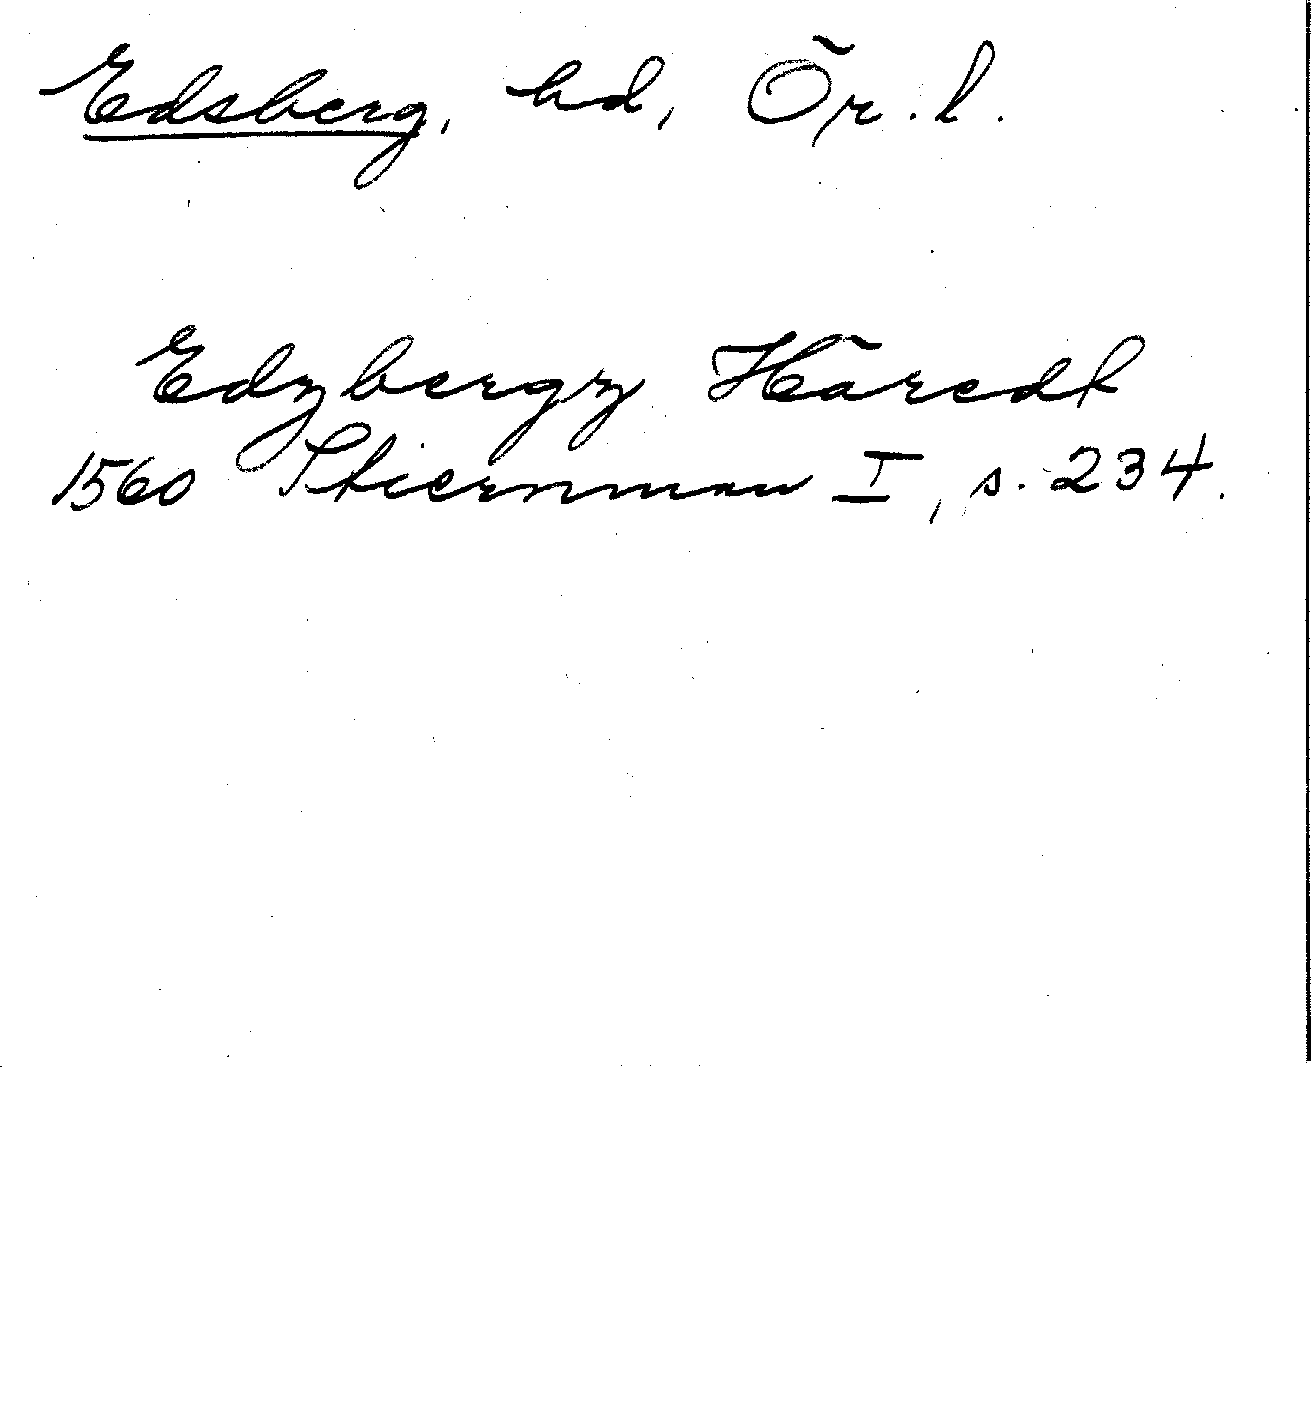 Edsberg, hd, Ör. l.
Edzbergz Häredt
1560 Stiernman I, s. 234.